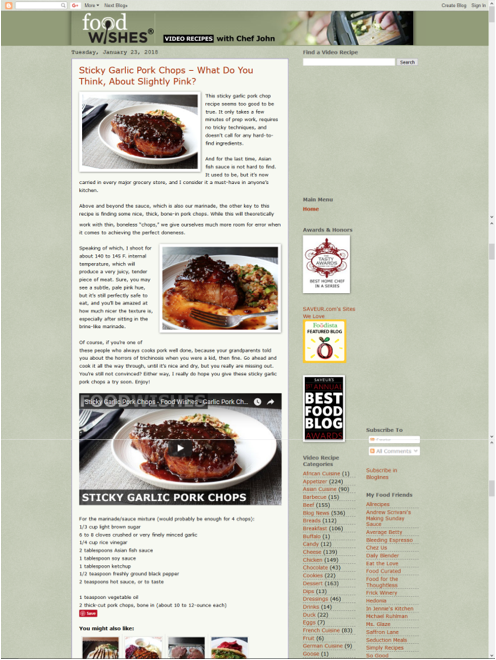 More
Next Blog»
Create Blog
Sign In
food
WISHES®
VIDEO RECIPES with Chef John
Tuesday, January 23, 2018
Sticky Garlic Pork Chops – What Do You
Think, About Slightly Pink?
This sticky garlic pork chop
recipe seems too good to be
true. It only takes a few
minutes of prep work, requires
no tricky techniques, and
doesn't call for any hard-to-
find ingredients.
And for the last time, Asian
fish sauce is not hard to find.
It used to be, but it's now
carried in every major grocery store, and I consider it a must-have in anyone's
kitchen.
Above and beyond the sauce, which is also our marinade, the other key to this
recipe is finding some nice, thick, bone-in pork chops. While this will theoretically
work with thin, boneless "chops," we give ourselves much more room for error when
it comes to achieving the perfect doneness.
Speaking of which, I shoot for
about 140 to 145 F. internal
temperature, which will
produce a very juicy, tender
piece of meat. Sure, you may
see a subtle, pale pink hue,
but it's still perfectly safe to
eat, and you'll be amazed at
how much nicer the texture is,
especially after sitting in the
brine-like marinade.
Of course, if you're one of
these people who always cooks pork well done, because your grandparents told
you about the horrors of trichinosis when you were a kid, then fine. Go ahead and
cook it all the way through, until it's nice and dry, but you really are missing out.
You're still not convinced? Either way, I really do hope you give these sticky garlic
pork chops a try soon. Enjoy!
FOOD WISHES
Sticky Garlic Pork Chops - Food Wishes - Garlic Pork Ch...
STICKY GARLIC PORK CHOPS
For the marinade/sauce mixture (would probably be enough for 4 chops):
1/3 cup light brown sugar
6 to 8 cloves crushed or very finely minced garlic
1/4 cup rice vinegar
2 tablespoons Asian fish sauce
1 tablespoon soy sauce
1 tablespoon ketchup
1/2 teaspoon freshly ground black pepper
2 teaspoons hot sauce, or to taste
1 teaspoon vegetable oil
2 thick-cut pork chops, bone in (about 10 to 12-ounce each)
Save
You might also like:
Find a Video Recipe
Search
Main Menu
Home
Awards & Honors
TASTY
AWARDS
BEST HOME CHEF
IN A SERIES
SAVEUR.com's Sites
We Love
Foodista
FEATURED BLOG
SAVEUR'S
ANNUAL
BEST
FOOD
BLOG
AWARDS
Video Recipe
Categories
African Cuisine (1)
Appetizer (224)
Asian Cuisine (90)
Barbecue (15)
Beef (155)
Blog News (536)
Breads (112)
Breakfast (106)
Buffalo (1)
Candy (12)
Cheese (139)
Chicken (149)
Chocolate (43)
Cookies (22)
Dessert (163)
Dips (13)
Dressings (46)
Drinks (14)
Duck (22)
Eggs (7)
French Cuisine (83)
Fruit (6)
German Cuisine (9)
Goose (1)
Subscribe To
All Comments
Subscribe in
Bloglines
My Food Friends
Allrecipes
Andrew Scrivani's
Making Sunday
Sauce
Average Betty
Bleeding Espresso
Chez Us
Daily Blender
Eat the Love
Food Curated
Food for the
Thoughtless
Frick Winery
Hedonia
In Jennie's Kitchen
Michael Ruhlman
Ms. Glaze
Saffron Lane
Seduction Meals
Simply Recipes
So Good